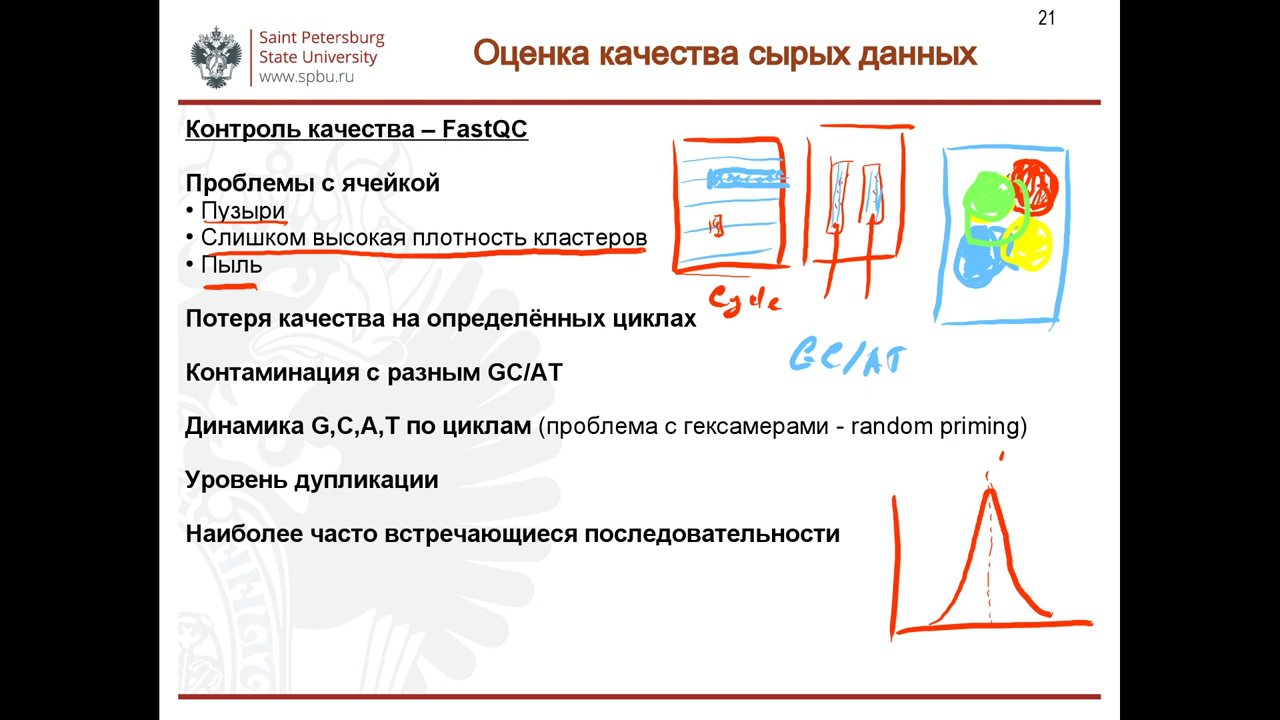 21
Saint Petersburg
State University
www.spbu.ru
Оценка качества сырых данных
Контроль качества – FastQC
Проблемы с ячейкой
• Пузыри
• Слишком высокая плотность кластеров
• Пыль
Cycle
Потеря качества на определённых циклах
GC/AT
Контаминация с разным GC/AT
Динамика G,C,A,T по циклам (проблема с гексамерами - random priming)
Уровень дупликации
Наиболее часто встречающиеся последовательности